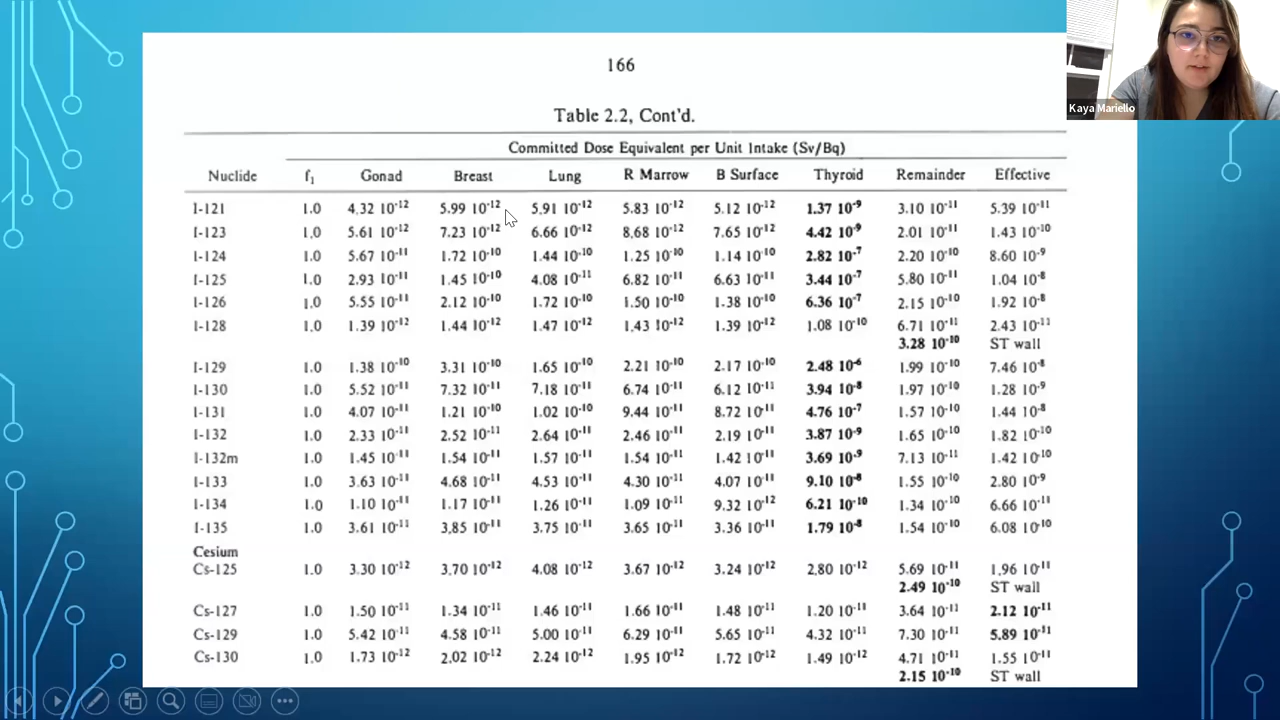 Kaya Mariello
166
Table 2.2, Cont'd.
Committed Dose Equivalent per Unit Intake (Sv/Bq)
Nuclide f₁ Gonad Breast Lung R Marrow B Surface Thyroid Remainder Effective
I-121 1.0 4.32 10⁻¹² 5.99 10⁻¹² 5.91 10⁻¹² 5.83 10⁻¹² 5.12 10⁻¹² 1.37 10⁻⁹ 3.10 10⁻¹¹ 5.39 10⁻¹¹
I-123 1.0 5.61 10⁻¹² 7.23 10⁻¹² 6.66 10⁻¹² 8.68 10⁻¹² 7.65 10⁻¹² 4.42 10⁻⁹ 2.01 10⁻¹¹ 1.43 10⁻¹⁰
I-124 1.0 5.67 10⁻¹¹ 1.72 10⁻¹⁰ 1.44 10⁻¹⁰ 1.25 10⁻¹⁰ 1.14 10⁻¹⁰ 2.82 10⁻⁷ 2.20 10⁻¹⁰ 8.60 10⁻⁹
I-125 1.0 2.93 10⁻¹¹ 1.45 10⁻¹⁰ 4.08 10⁻¹¹ 6.82 10⁻¹¹ 6.63 10⁻¹¹ 3.44 10⁻⁷ 5.80 10⁻¹¹ 1.04 10⁻⁸
I-126 1.0 5.55 10⁻¹¹ 2.12 10⁻¹⁰ 1.72 10⁻¹⁰ 1.50 10⁻¹⁰ 1.38 10⁻¹⁰ 6.36 10⁻⁷ 2.15 10⁻¹⁰ 1.92 10⁻⁸
I-128 1.0 1.39 10⁻¹² 1.44 10⁻¹² 1.47 10⁻¹² 1.43 10⁻¹² 1.39 10⁻¹² 1.08 10⁻¹⁰ 6.71 10⁻¹¹ 2.43 10⁻¹¹
3.28 10⁻¹⁰ ST wall
I-129 1.0 1.38 10⁻¹⁰ 3.31 10⁻¹⁰ 1.65 10⁻¹⁰ 2.21 10⁻¹⁰ 2.17 10⁻¹⁰ 2.48 10⁻⁶ 1.99 10⁻¹⁰ 7.46 10⁻⁸
I-130 1.0 5.52 10⁻¹¹ 7.32 10⁻¹¹ 7.18 10⁻¹¹ 6.74 10⁻¹¹ 6.12 10⁻¹¹ 3.94 10⁻⁸ 1.97 10⁻¹⁰ 1.28 10⁻⁹
I-131 1.0 4.07 10⁻¹¹ 1.21 10⁻¹⁰ 1.02 10⁻¹⁰ 9.44 10⁻¹¹ 8.72 10⁻¹¹ 4.76 10⁻⁷ 1.57 10⁻¹⁰ 1.44 10⁻⁸
I-132 1.0 2.33 10⁻¹¹ 2.52 10⁻¹¹ 2.64 10⁻¹¹ 2.46 10⁻¹¹ 2.19 10⁻¹¹ 3.87 10⁻⁹ 1.65 10⁻¹⁰ 1.82 10⁻¹⁰
I-132m 1.0 1.45 10⁻¹¹ 1.54 10⁻¹¹ 1.57 10⁻¹¹ 1.54 10⁻¹¹ 1.42 10⁻¹¹ 3.69 10⁻⁹ 7.13 10⁻¹¹ 1.42 10⁻¹⁰
I-133 1.0 3.63 10⁻¹¹ 4.68 10⁻¹¹ 4.53 10⁻¹¹ 4.30 10⁻¹¹ 4.07 10⁻¹¹ 9.10 10⁻⁸ 1.55 10⁻¹⁰ 2.80 10⁻⁹
I-134 1.0 1.10 10⁻¹¹ 1.17 10⁻¹¹ 1.26 10⁻¹¹ 1.09 10⁻¹¹ 9.32 10⁻¹² 6.21 10⁻¹⁰ 1.34 10⁻¹⁰ 6.66 10⁻¹¹
I-135 1.0 3.61 10⁻¹¹ 3.85 10⁻¹¹ 3.75 10⁻¹¹ 3.65 10⁻¹¹ 3.36 10⁻¹¹ 1.79 10⁻⁸ 1.54 10⁻¹⁰ 6.08 10⁻¹⁰
Cesium
Cs-125 1.0 3.30 10⁻¹² 3.70 10⁻¹² 4.08 10⁻¹² 3.67 10⁻¹² 3.24 10⁻¹² 2.80 10⁻¹² 5.69 10⁻¹¹ 1.96 10⁻¹¹
2.49 10⁻¹⁰ ST wall
Cs-127 1.0 1.50 10⁻¹¹ 1.34 10⁻¹¹ 1.46 10⁻¹¹ 1.66 10⁻¹¹ 1.48 10⁻¹¹ 1.20 10⁻¹¹ 3.64 10⁻¹¹ 2.12 10⁻¹¹
Cs-129 1.0 5.42 10⁻¹¹ 4.58 10⁻¹¹ 5.00 10⁻¹¹ 6.29 10⁻¹¹ 5.65 10⁻¹¹ 4.32 10⁻¹¹ 7.30 10⁻¹¹ 5.89 10⁻¹¹
Cs-130 1.0 1.73 10⁻¹² 2.02 10⁻¹² 2.24 10⁻¹² 1.95 10⁻¹² 1.72 10⁻¹² 1.49 10⁻¹² 4.71 10⁻¹¹ 1.55 10⁻¹¹
2.15 10⁻¹⁰ ST wall